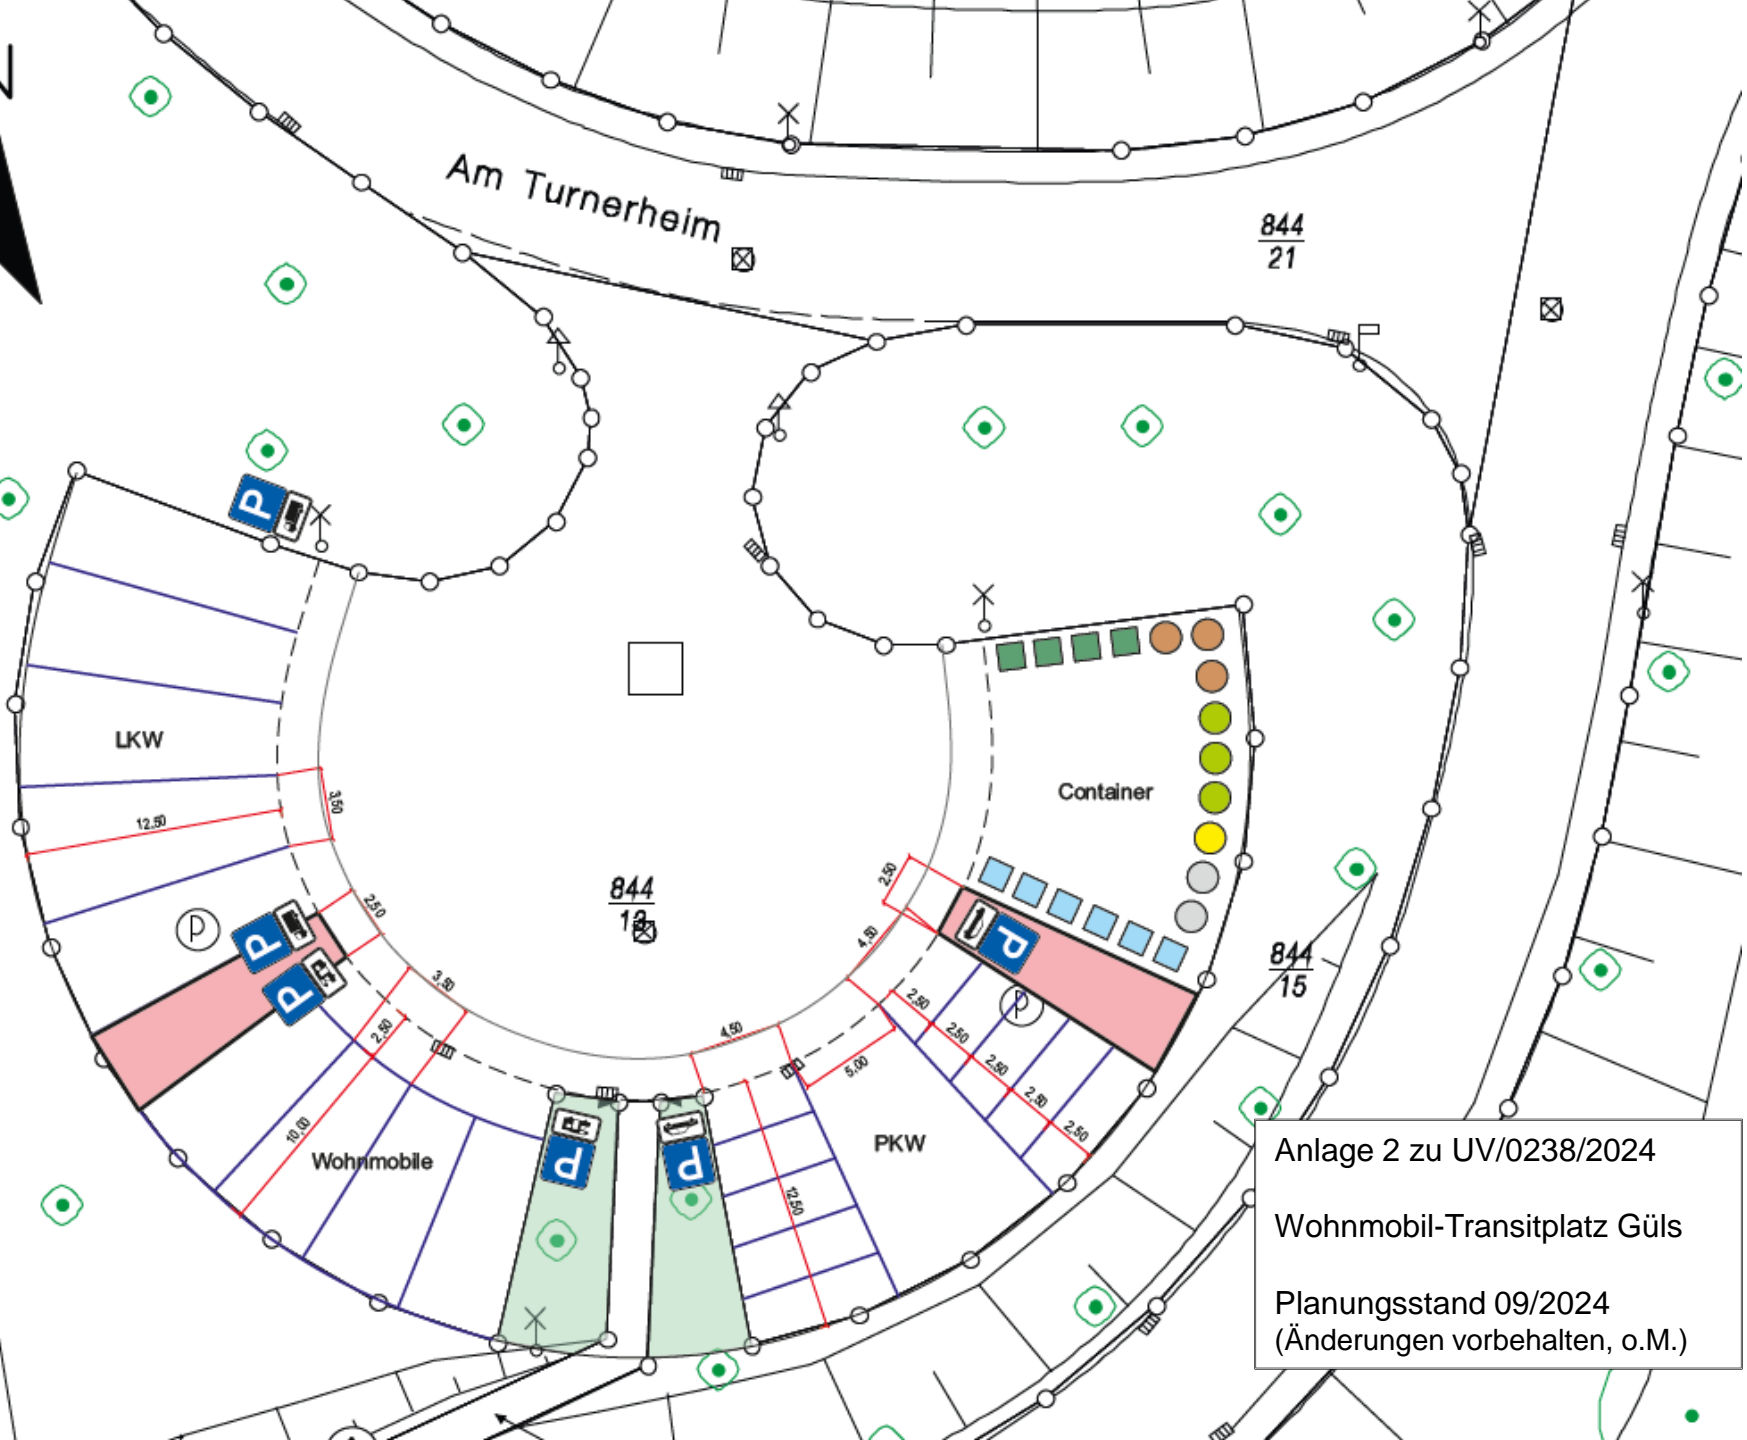 N
Am Turnerheim
844
21
P
LKW
3,50
12,50
Container
844
13
2,50
4,50
P
P
2,50
P
P
P
P
844
15
3,50
2,50
2,50
2,50
2,50
2,50
2,50
4,50
5,00
10,00
Wohnmobile
P
P
PKW
12,50
Anlage 2 zu UV/0238/2024
Wohnmobil-Transitplatz Güls
Planungsstand 09/2024
(Änderungen vorbehalten, o.M.)